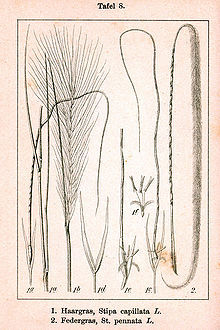 Tafel 8.
1. Haargras, Stipa capillata L.
2. Federgras, St. pennata L.